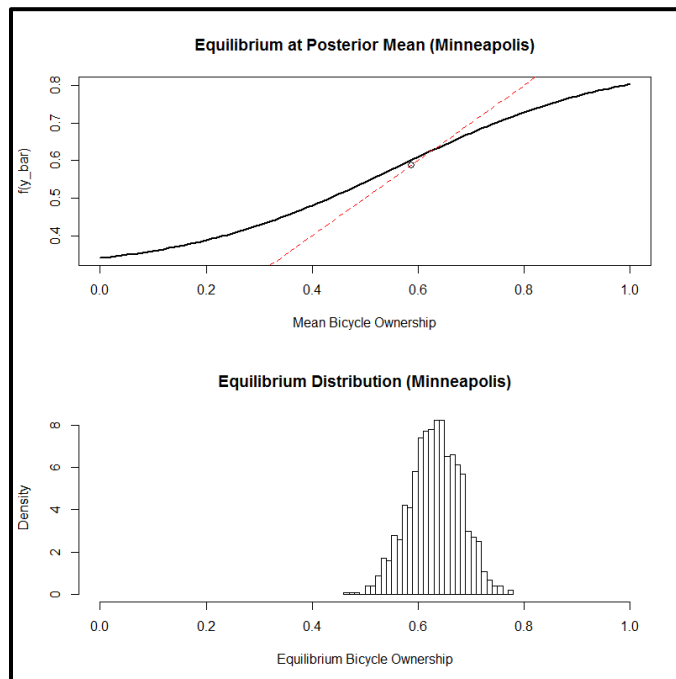 Equilibrium at Posterior Mean (Minneapolis)
f(y_bar)
0.8
0.7
0.6
0.5
0.4
0.0 0.2 0.4 0.6 0.8 1.0
Mean Bicycle Ownership
Equilibrium Distribution (Minneapolis)
Density
8
6
4
2
0
0.0 0.2 0.4 0.6 0.8 1.0
Equilibrium Bicycle Ownership